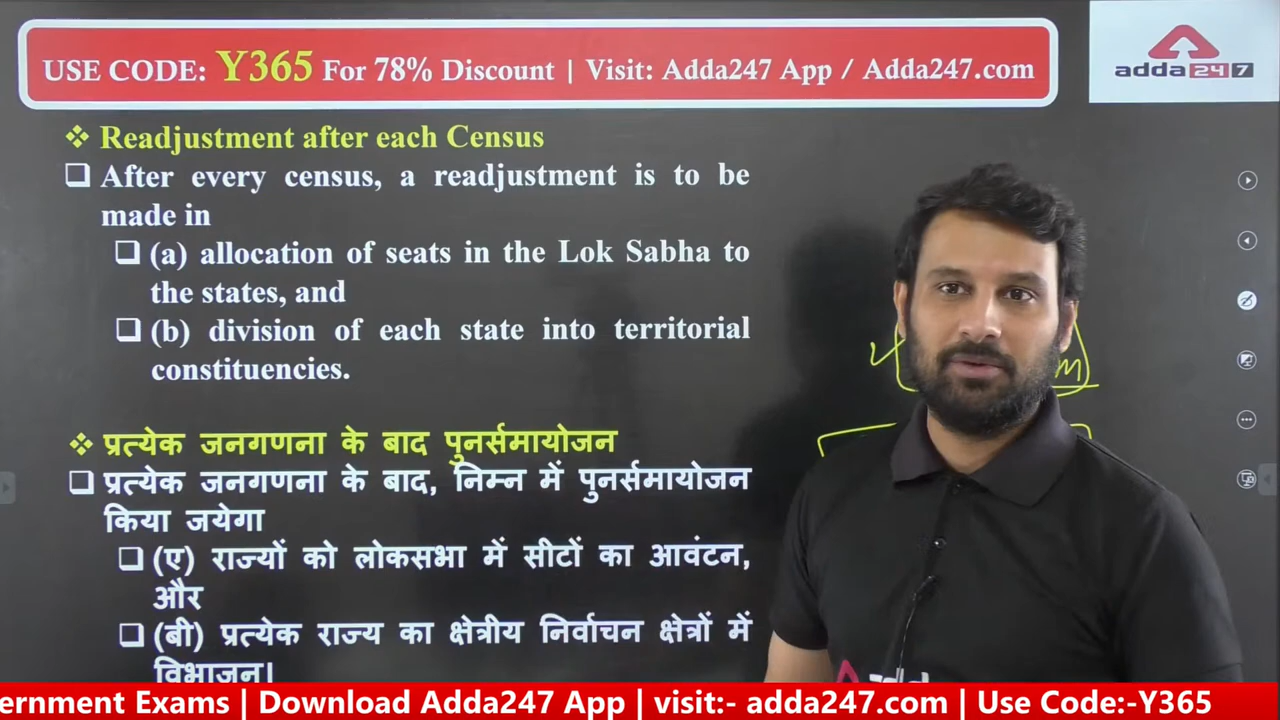 USE CODE: Y365 For 78% Discount | Visit: Adda247 App / Adda247.com
adda247
❖ Readjustment after each Census
❑ After every census, a readjustment is to be
made in
❑ (a) allocation of seats in the Lok Sabha to
the states, and
❑ (b) division of each state into territorial
constituencies.
❖ प्रत्येक जनगणना के बाद पुनर्समायोजन
❑ प्रत्येक जनगणना के बाद, निम्न में पुनर्समायोजन
किया जयेगा
❑ (ए) राज्यों को लोकसभा में सीटों का आवंटन,
और
❑ (बी) प्रत्येक राज्य का क्षेत्रीय निर्वाचन क्षेत्रों में
विभाजन।
ernment Exams | Download Adda247 App | visit:- adda247.com | Use Code:-Y365